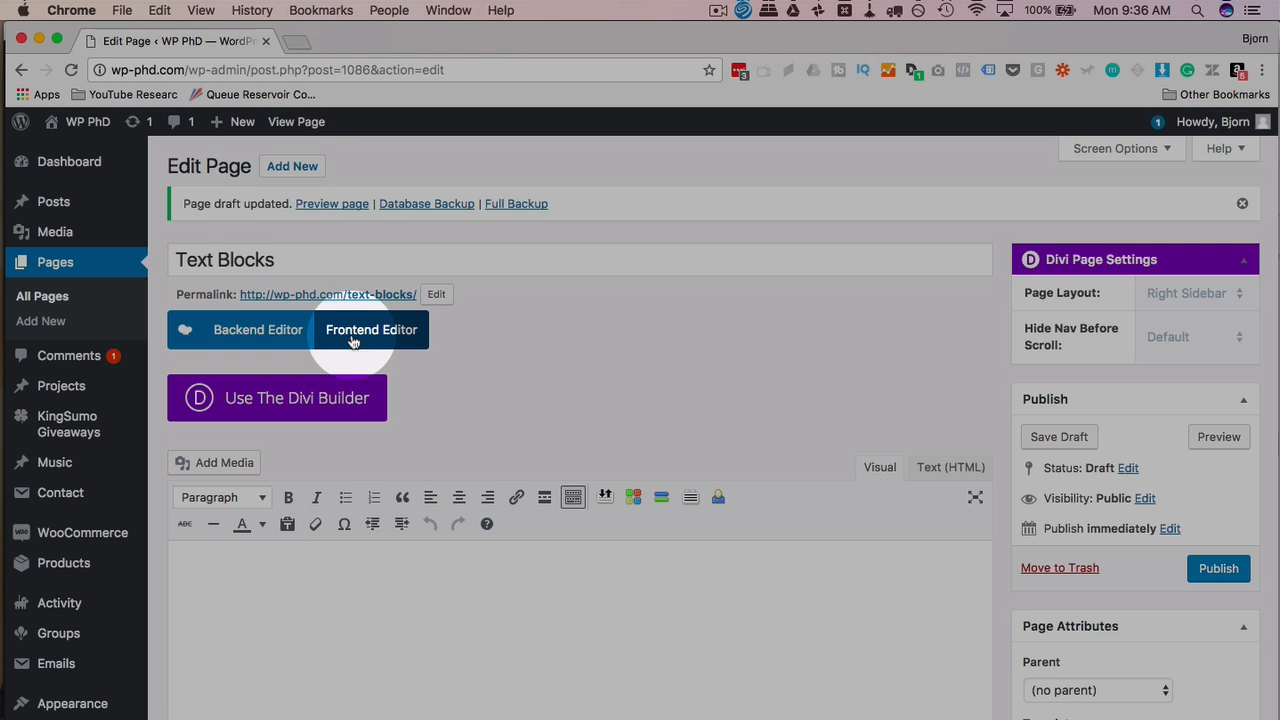 Chrome File Edit View History Bookmarks People Window Help 100% Mon 9:36 AM
Edit Page ‹ WP PhD — WordPr Bjorn
wp-phd.com/wp-admin/post.php?post=1086&action=edit
Apps YouTube Researc Queue Reservoir Co... Other Bookmarks
WP PhD 1 1 New View Page 1 Howdy, Bjorn
Dashboard
Posts
Media
Pages
All Pages
Add New
Comments 1
Projects
KingSumo
Giveaways
Music
Contact
WooCommerce
Products
Activity
Groups
Emails
Appearance
Screen Options Help
Edit Page Add New
Page draft updated. Preview page | Database Backup | Full Backup
Text Blocks
Permalink: http://wp-phd.com/text-blocks/ Edit
Backend Editor Frontend Editor
D Use The Divi Builder
Add Media Visual Text (HTML)
Paragraph B I
ABC A
D Divi Page Settings
Page Layout: Right Sidebar
Hide Nav Before
Scroll: Default
Publish
Save Draft Preview
Status: Draft Edit
Visibility: Public Edit
Publish immediately Edit
Move to Trash Publish
Page Attributes
Parent
(no parent)